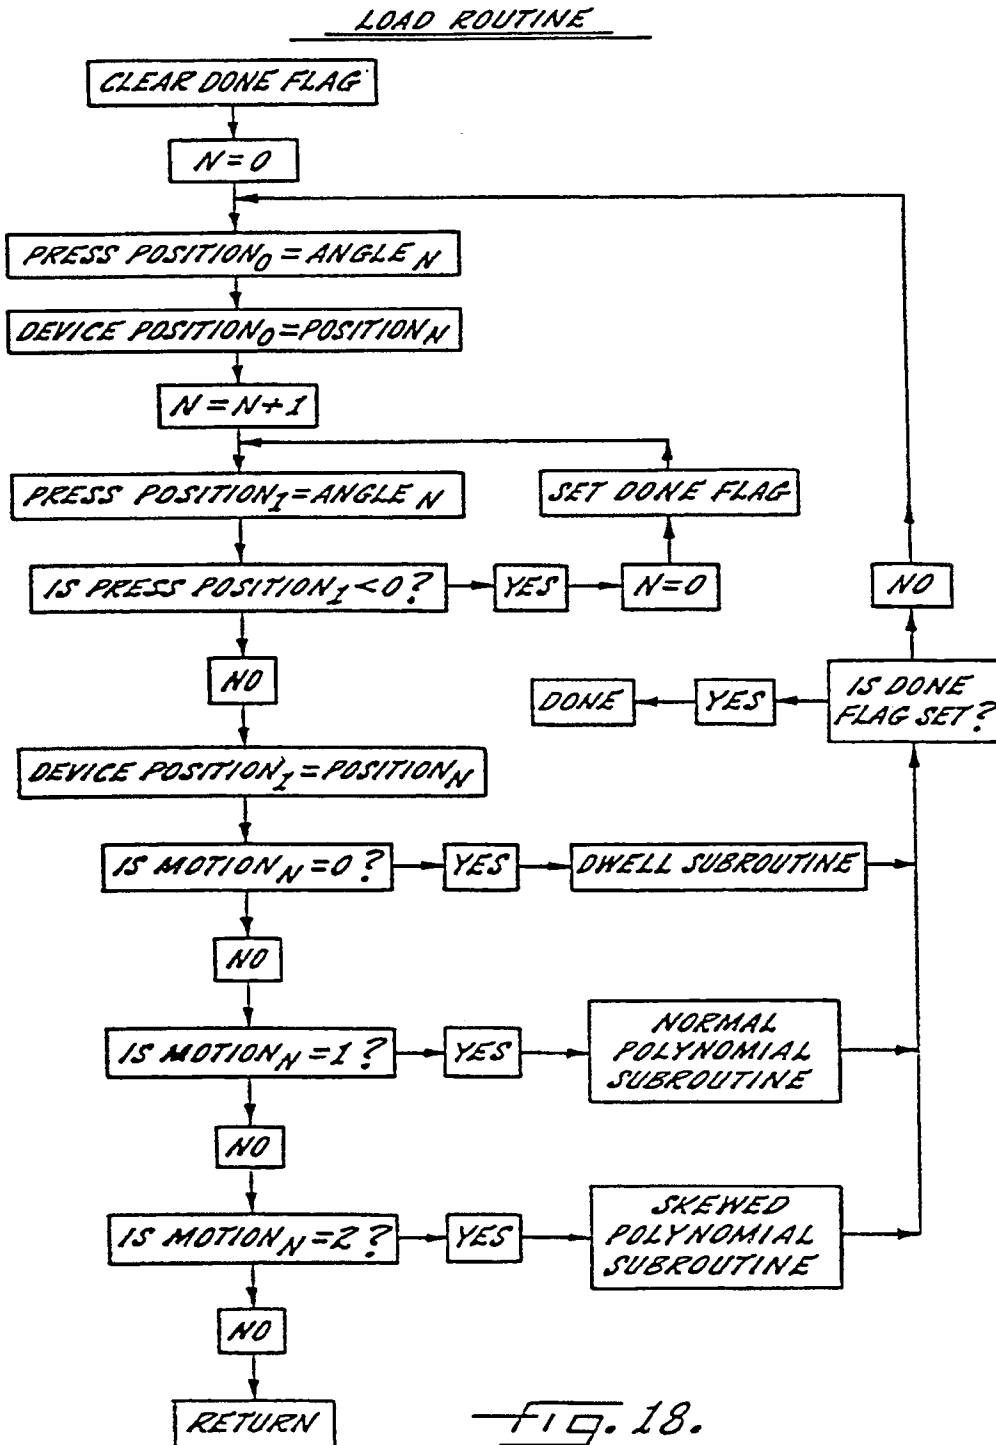 LOAD ROUTINE
CLEAR DONE FLAG
N=0
PRESS POSITION0=ANGLE N
DEVICE POSITION0=POSITION N
N=N+1
PRESS POSITION1=ANGLE N
SET DONE FLAG
IS PRESS POSITION1<0?
YES
N=0
NO
NO
DONE
YES
IS DONE
FLAG SET?
DEVICE POSITION1=POSITION N
IS MOTION N=0?
YES
DWELL SUBROUTINE
NO
IS MOTION N=1?
YES
NORMAL
POLYNOMIAL
SUBROUTINE
NO
IS MOTION N=2?
YES
SKEWED
POLYNOMIAL
SUBROUTINE
NO
RETURN
Fig. 18.